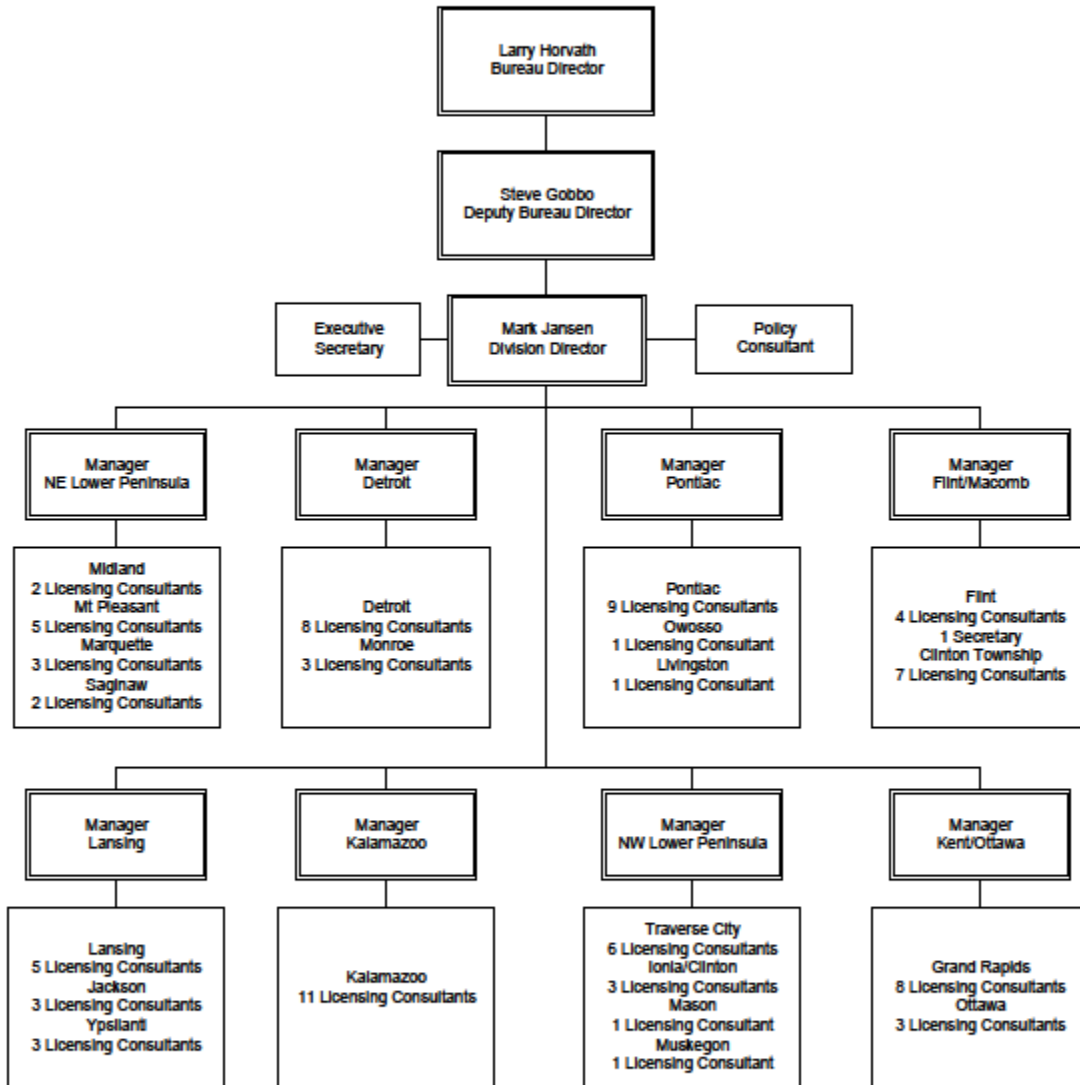 Larry Horvath
Bureau Director
Steve Gobbo
Deputy Bureau Director
Executive
Secretary
Mark Jansen
Division Director
Policy
Consultant
Manager
NE Lower Peninsula
Manager
Detroit
Manager
Pontiac
Manager
Flint/Macomb
Midland
2 Licensing Consultants
Mt Pleasant
5 Licensing Consultants
Marquette
3 Licensing Consultants
Saginaw
2 Licensing Consultants
Detroit
8 Licensing Consultants
Monroe
3 Licensing Consultants
Pontiac
9 Licensing Consultants
Owosso
1 Licensing Consultant
Livingston
1 Licensing Consultant
Flint
4 Licensing Consultants
1 Secretary
Clinton Township
7 Licensing Consultants
Manager
Lansing
Manager
Kalamazoo
Manager
NW Lower Peninsula
Manager
Kent/Ottawa
Lansing
5 Licensing Consultants
Jackson
3 Licensing Consultants
Ypsilanti
3 Licensing Consultants
Kalamazoo
11 Licensing Consultants
Traverse City
6 Licensing Consultants
Ionia/Clinton
3 Licensing Consultants
Mason
1 Licensing Consultant
Muskegon
1 Licensing Consultant
Grand Rapids
8 Licensing Consultants
Ottawa
3 Licensing Consultants